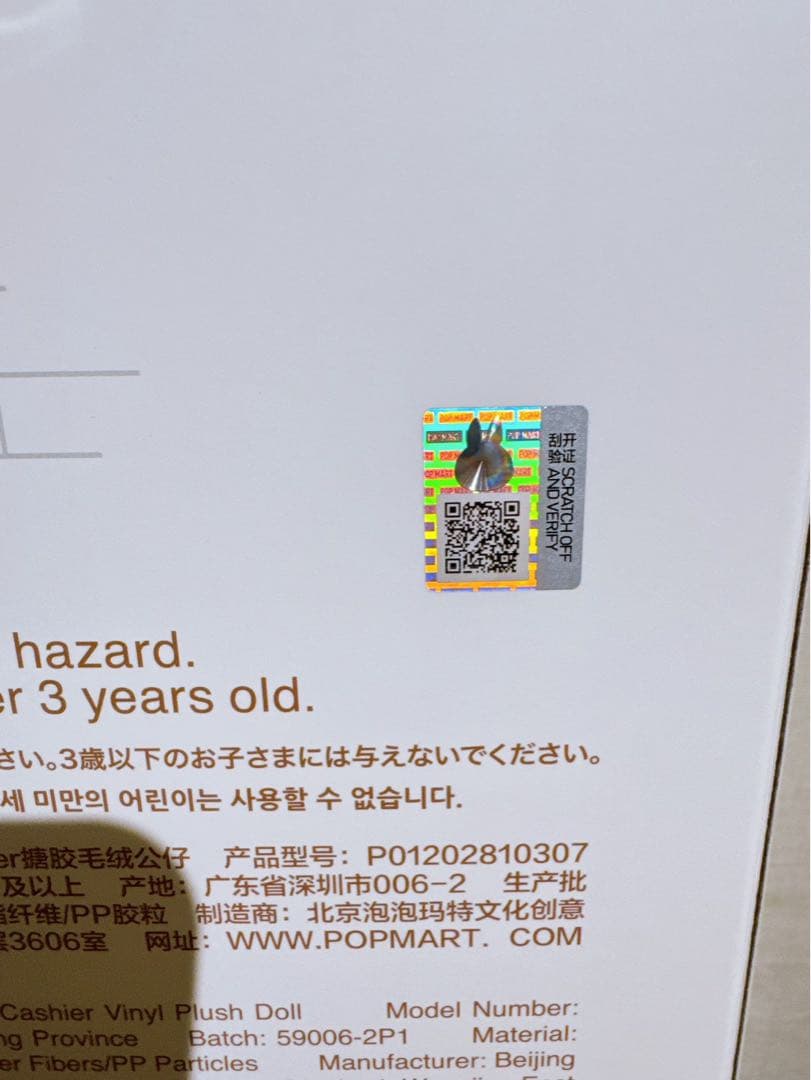 POP MART
开证 SCRATCH OFF
刮验 AND VERIFY
hazard.
er 3 years old.
さい。3歳以下のお子さまには与えないでください。
세 미만의 어린이는 사용할 수 없습니다.
er搪胶毛绒公仔 产品型号：P01202810307
及以上 产地：广东省深圳市006-2 生产批
纤维/PP胶粒 制造商：北京泡泡玛特文化创意
3606室 网址：WWW.POPMART. COM
Cashier Vinyl Plush Doll Model Number:
ng Province Batch: 59006-2P1 Material:
er Fibers/PP Particles Manufacturer: Beijing
East